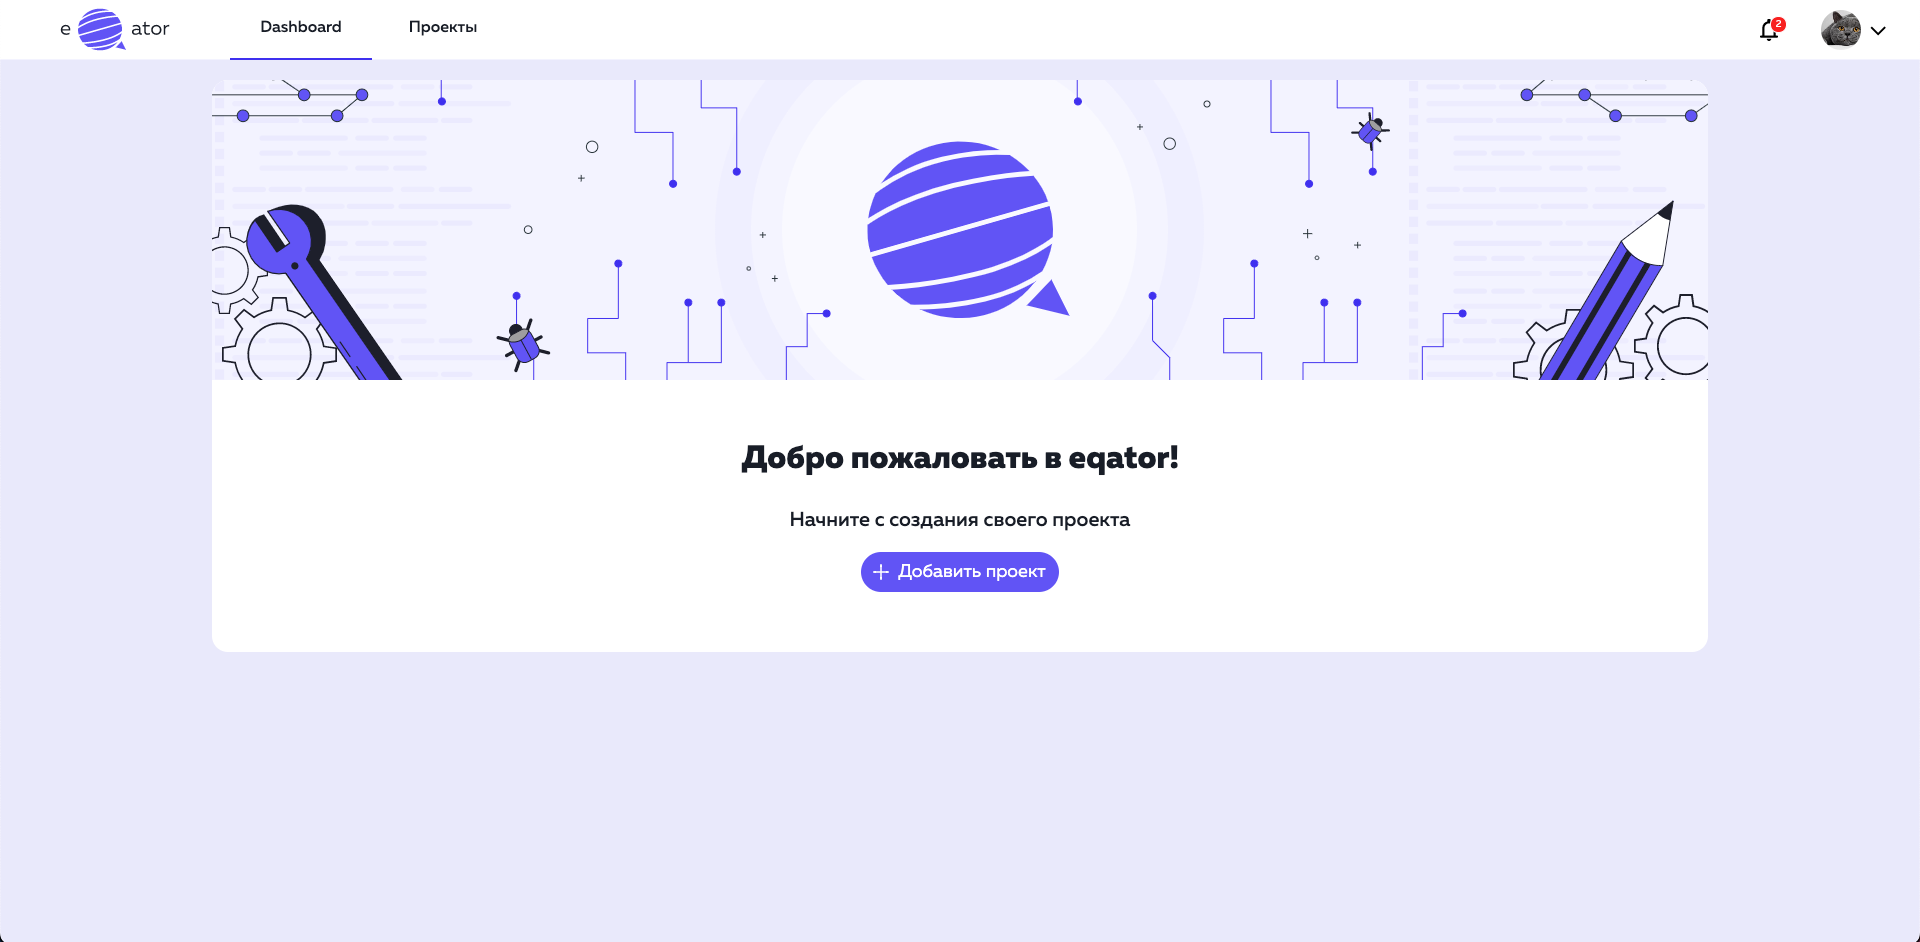 e ator
Dashboard
Проекты
2
Добро пожаловать в eqator!
Начните с создания своего проекта
Добавить проект